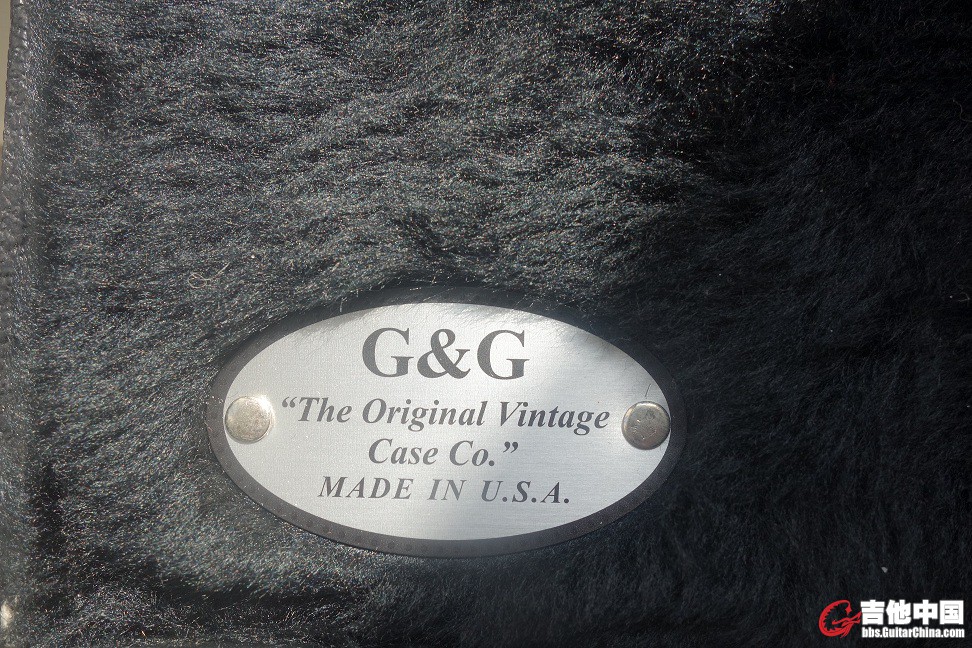 G&G
“The Original Vintage
Case Co.”
MADE IN U.S.A.
吉他中国
bbs.GuitarChina.com